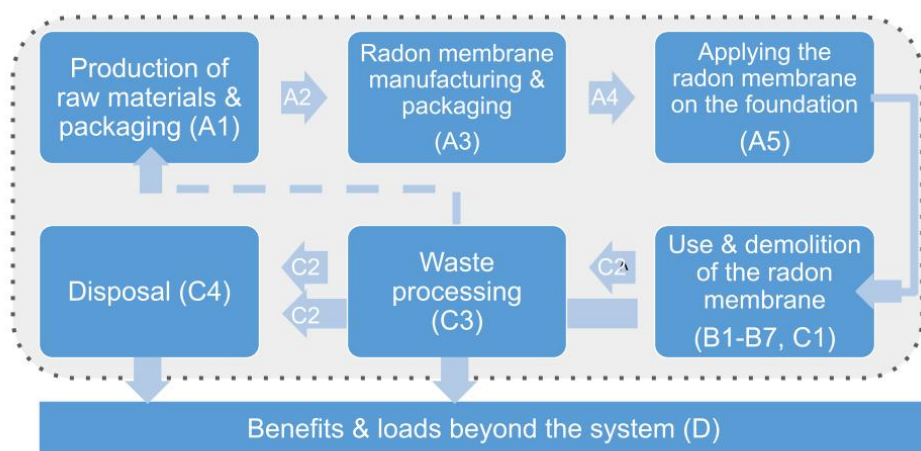 Production of
raw materials &
packaging (A1)
A2
Radon membrane
manufacturing &
packaging
(A3)
A4
Applying the
radon membrane
on the foundation
(A5)
Disposal (C4)
C2
C2
Waste
processing
(C3)
C2
Use & demolition
of the radon
membrane
(B1-B7, C1)
Benefits & loads beyond the system (D)